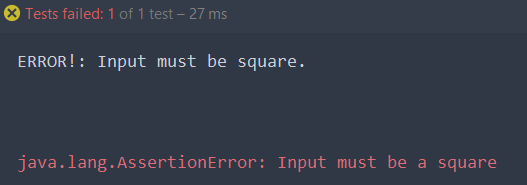 Tests failed: 1 of 1 test – 27 ms
ERROR!: Input must be square.
java.lang.AssertionError: Input must be a square